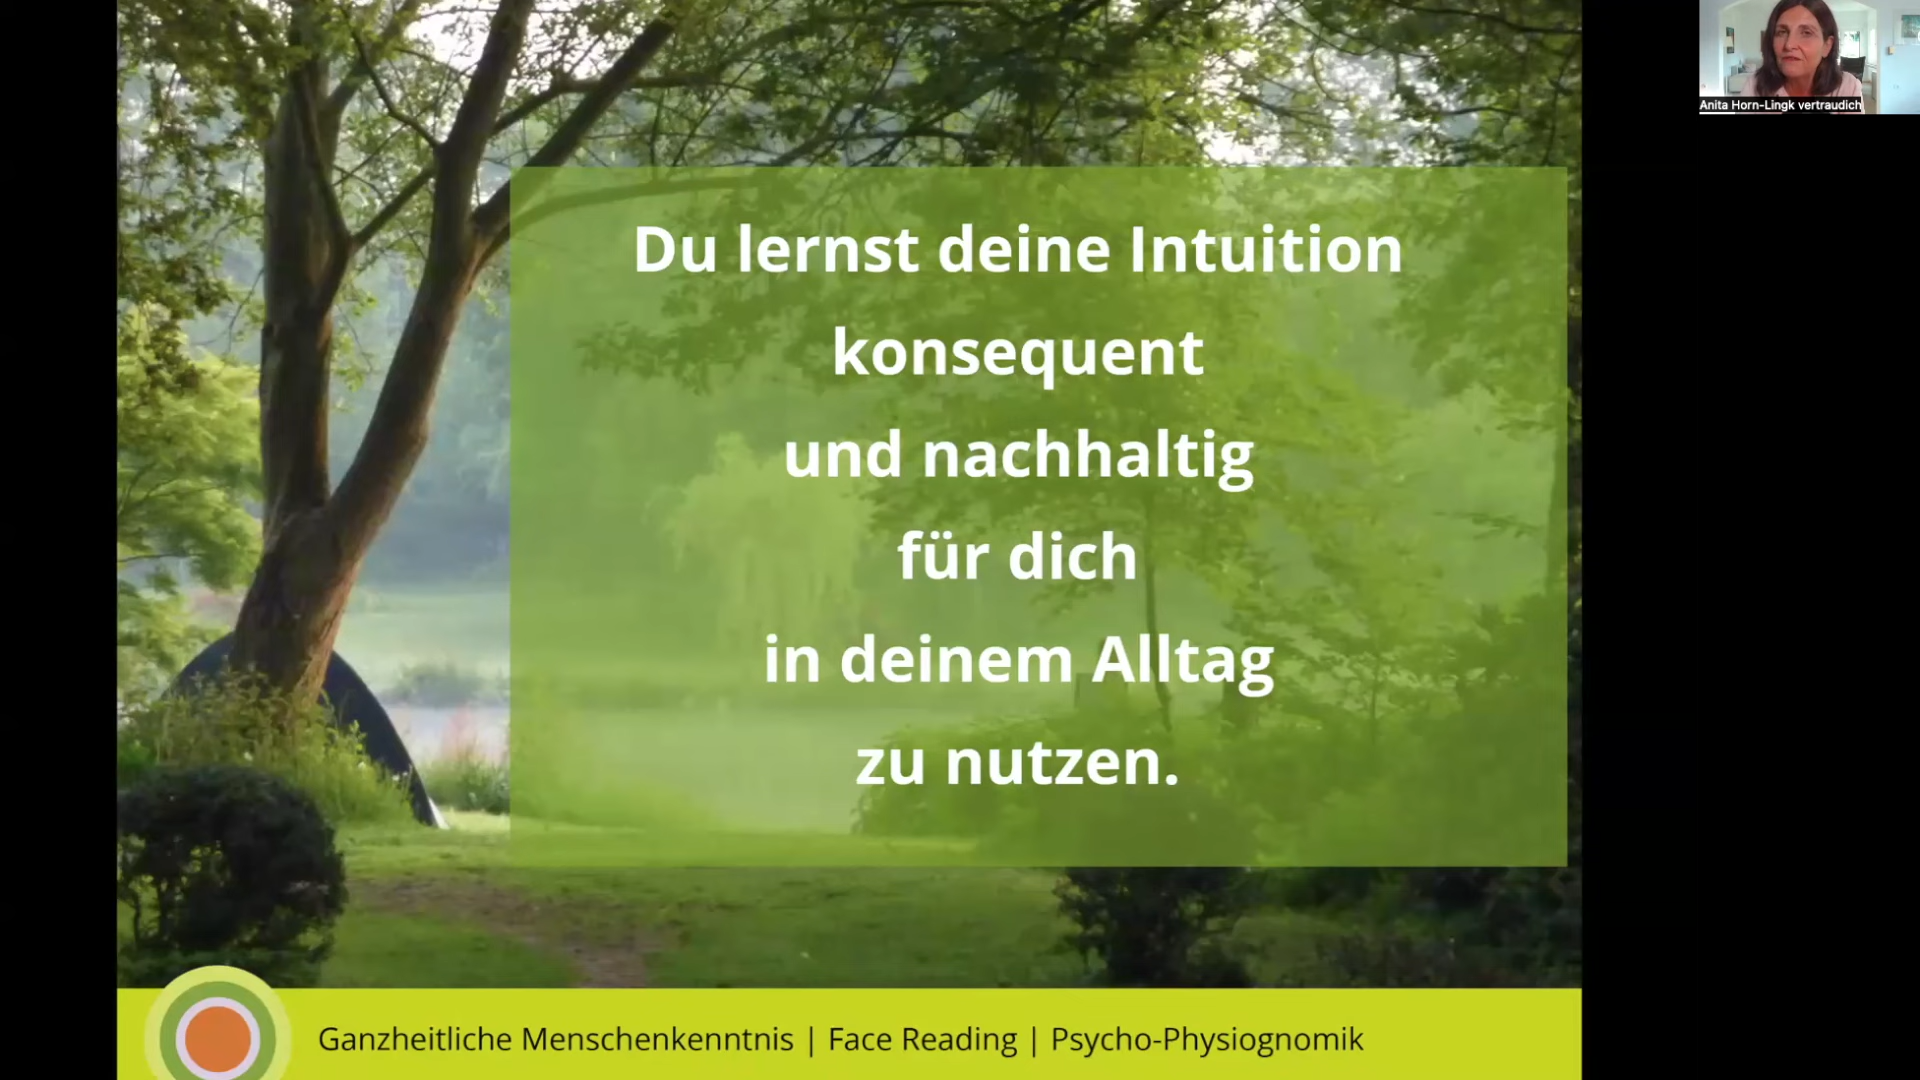 Anita Horn-Lingk vertraudich
Du lernst deine Intuition
konsequent
und nachhaltig
für dich
in deinem Alltag
zu nutzen.
Ganzheitliche Menschenkenntnis | Face Reading | Psycho-Physiognomik